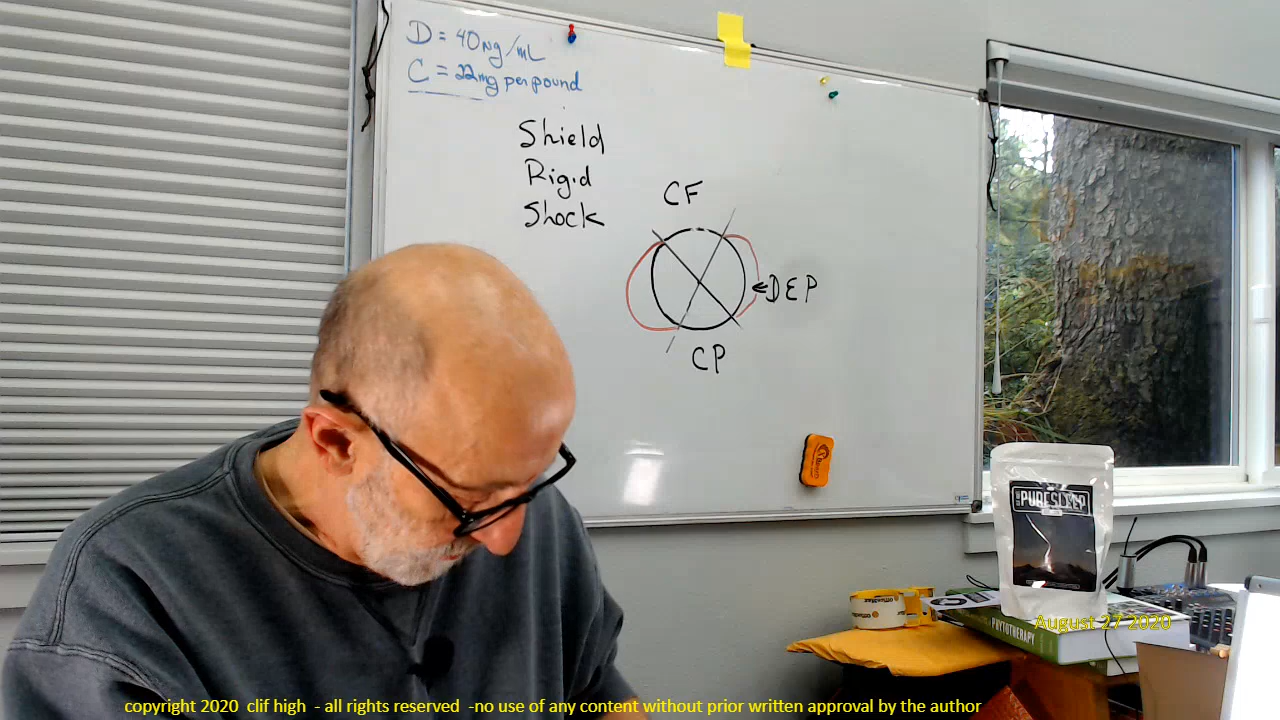 D = 40ng/mL
C = 22mg per pound
Shield
Rigid
Shock
CF
DEP
CP
PURESLEEP
OfficeMax
PHYTOTHERAPY
August 27 2020
copyright 2020 clif high - all rights reserved -no use of any content without prior written approval by the author